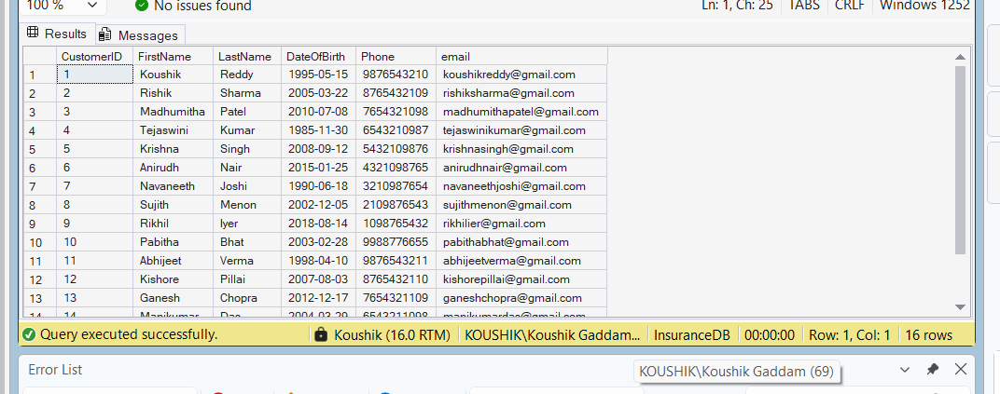 100 % No issues found Ln: 1, Ch: 25 TABS CRLF Windows 1252
Results Messages
CustomerID FirstName LastName DateOfBirth Phone email
1 1 Koushik Reddy 1995-05-15 9876543210 koushikreddy@gmail.com
2 2 Rishik Sharma 2005-03-22 8765432109 rishiksharma@gmail.com
3 3 Madhumitha Patel 2010-07-08 7654321098 madhumithapatel@gmail.com
4 4 Tejaswini Kumar 1985-11-30 6543210987 tejaswinikumar@gmail.com
5 5 Krishna Singh 2008-09-12 5432109876 krishnasingh@gmail.com
6 6 Anirudh Nair 2015-01-25 4321098765 anirudhnair@gmail.com
7 7 Navaneeth Joshi 1990-06-18 3210987654 navaneethjoshi@gmail.com
8 8 Sujith Menon 2002-12-05 2109876543 sujithmenon@gmail.com
9 9 Rikhil Iyer 2018-08-14 1098765432 rikhilier@gmail.com
10 10 Pabitha Bhat 2003-02-28 9988776655 pabithabhat@gmail.com
11 11 Abhijeet Verma 1998-04-10 9876543211 abhijeetverma@gmail.com
12 12 Kishore Pillai 2007-08-03 8765432110 kishorepillai@gmail.com
13 13 Ganesh Chopra 2012-12-17 7654321109 ganeshchopra@gmail.com
14 14 Manikumar Das 2004-03-29 6543211098 manikumardas@gmail.com
Query executed successfully. Koushik (16.0 RTM) KOUSHIK\Koushik Gaddam... InsuranceDB 00:00:00 Row: 1, Col: 1 16 rows
Error List KOUSHIK\Koushik Gaddam (69)